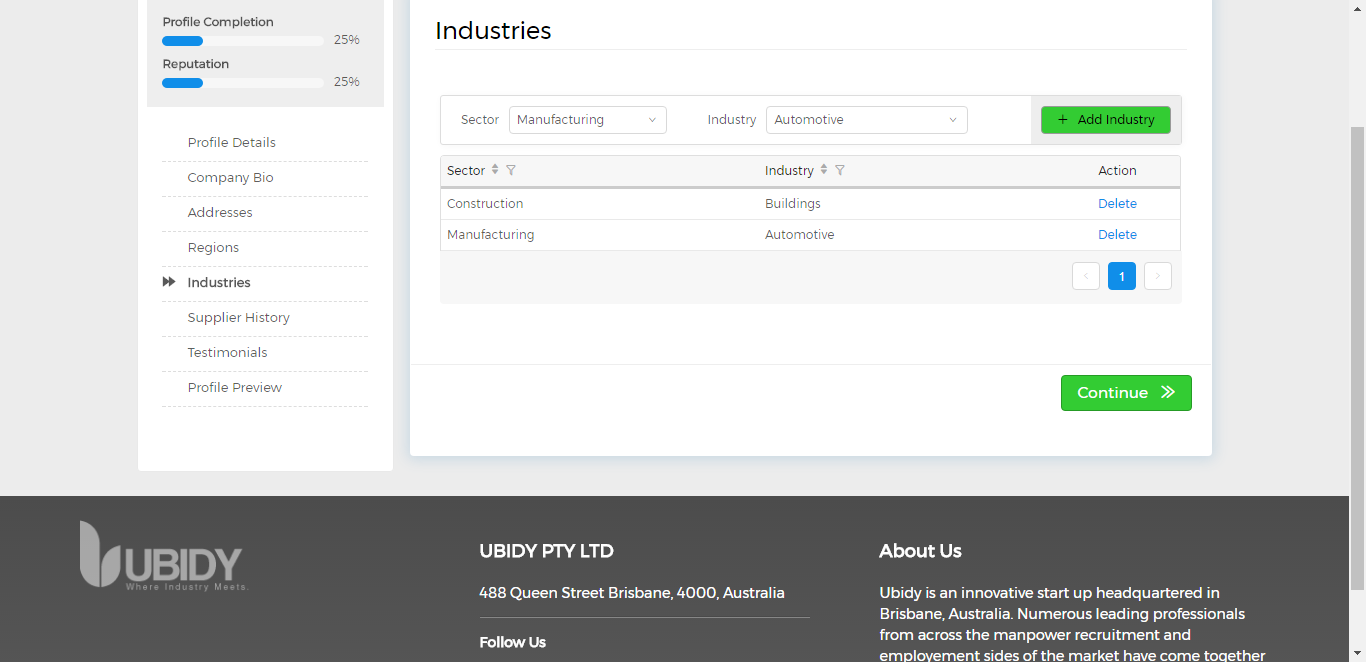 Profile Completion
25%
Reputation
25%
Profile Details
Company Bio
Addresses
Regions
Industries
Supplier History
Testimonials
Profile Preview
Industries
Sector Manufacturing Industry Automotive + Add Industry
Sector Industry Action
Construction Buildings Delete
Manufacturing Automotive Delete
< 1 >
Continue
UBIDY
Where Industry Meets.
UBIDY PTY LTD
488 Queen Street Brisbane, 4000, Australia
Follow Us
About Us
Ubidy is an innovative start up headquartered in
Brisbane, Australia. Numerous leading professionals
from across the manpower recruitment and
employement sides of the market have come together